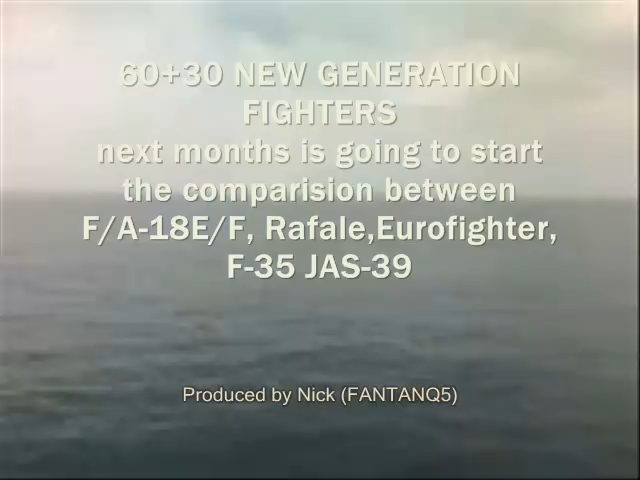 60+30 NEW GENERATION
FIGHTERS
next months is going to start
the comparision between
F/A-18E/F, Rafale,Eurofighter,
F-35 JAS-39
Produced by Nick (FANTANQ5)